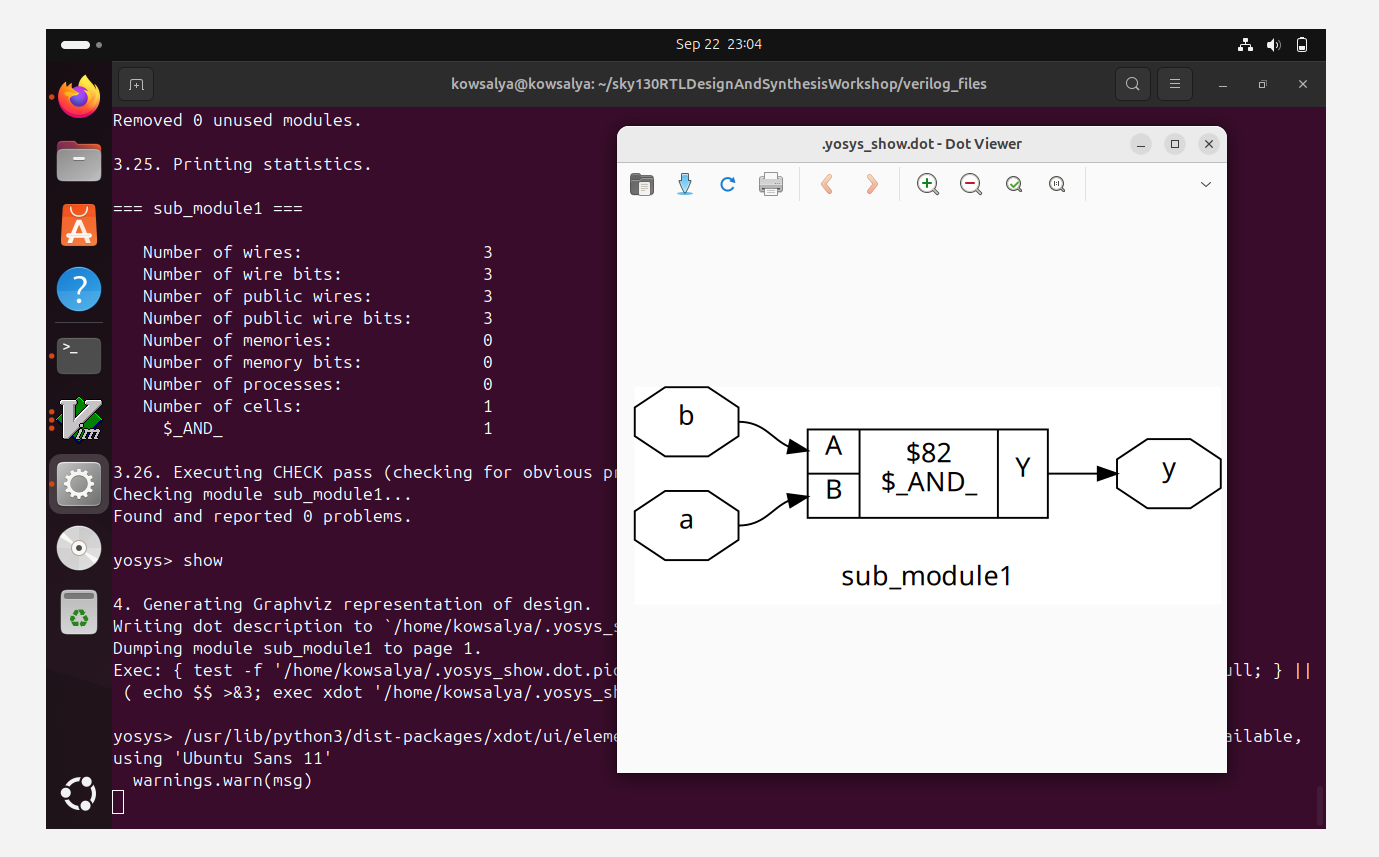 Sep 22 23:04
kowsalya@kowsalya: ~/sky130RTLDesignAndSynthesisWorkshop/verilog_files
Removed 0 unused modules.
3.25. Printing statistics.
=== sub_module1 ===
Number of wires: 3
Number of wire bits: 3
Number of public wires: 3
Number of public wire bits: 3
Number of memories: 0
Number of memory bits: 0
Number of processes: 0
Number of cells: 1
$_AND_ 1
3.26. Executing CHECK pass (checking for obvious
Checking module sub_module1...
Found and reported 0 problems.
yosys> show
4. Generating Graphviz representation of design.
Writing dot description to `/home/kowsalya/.yosys_s
Dumping module sub_module1 to page 1.
Exec: { test -f '/home/kowsalya/.yosys_show.dot.pi ull; } ||
( echo $$ >&3; exec xdot '/home/kowsalya/.yosys_sh
yosys> /usr/lib/python3/dist-packages/xdot/ui/eleme ailable,
using 'Ubuntu Sans 11'
warnings.warn(msg)
.yosys_show.dot - Dot Viewer
b
a
A
B
$82
$_AND_
Y
y
sub_module1